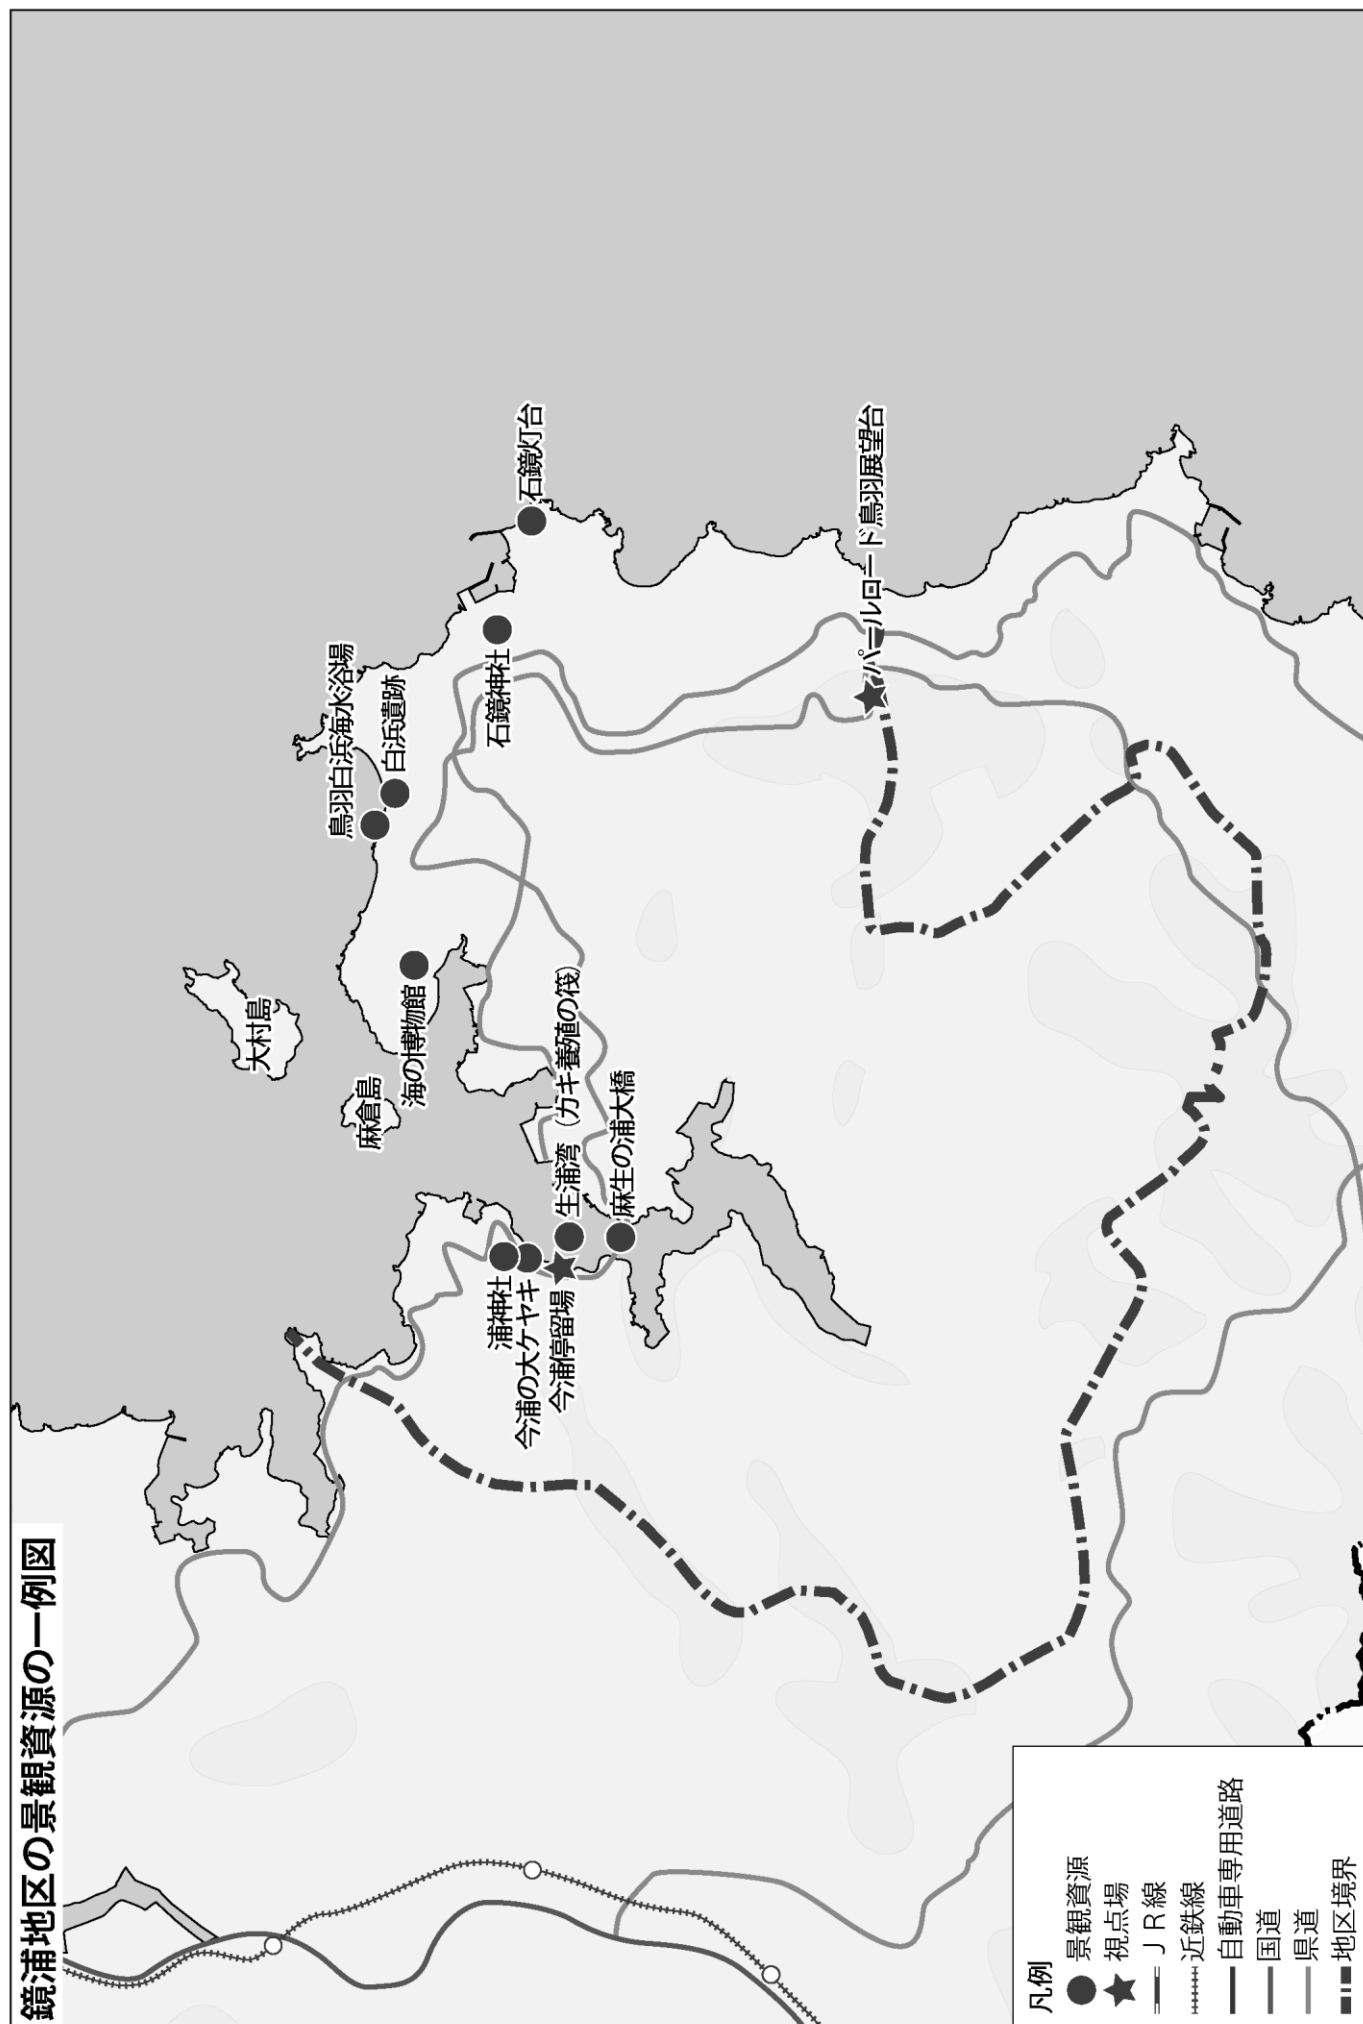 鏡浦地区の景観資源の一例図
大村島
麻倉島
鳥羽白浜海水浴場
白浜遺跡
海の博物館
石鏡神社
石鏡灯台
浦神社
今浦の大ケヤキ
今浦停留場
生浦湾（カキ養殖の筏）
麻生の浦大橋
パールロード鳥羽展望台
凡例
景観資源
視点場
ＪＲ線
近鉄線
自動車専用道路
国道
県道
地区境界